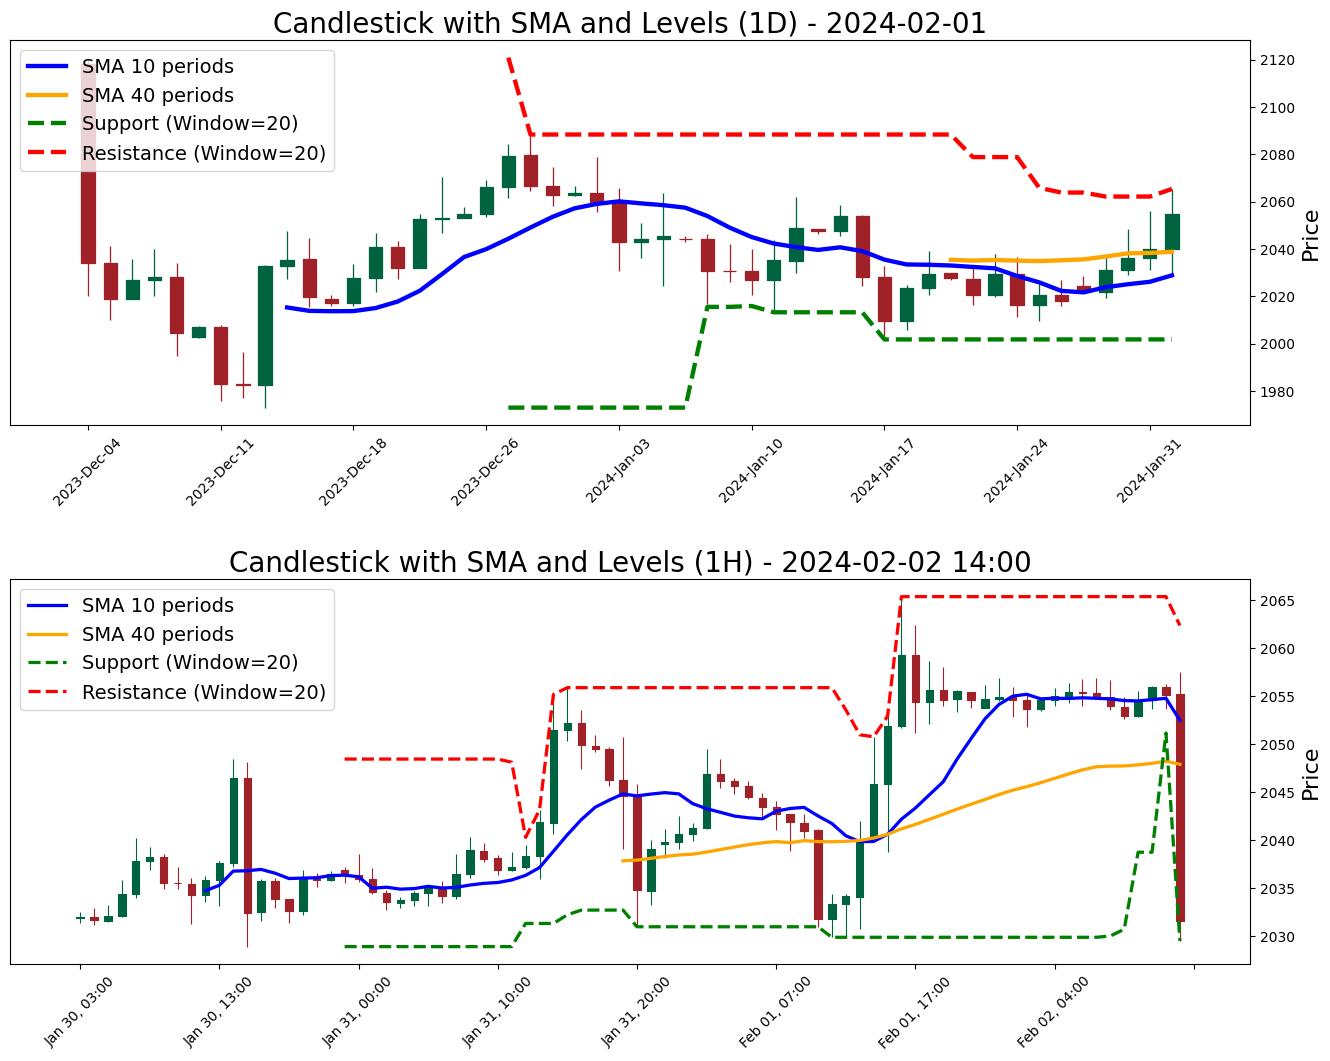 Candlestick with SMA and Levels (1D) - 2024-02-01
SMA 10 periods
SMA 40 periods
Support (Window=20)
Resistance (Window=20)
2120
2100
2080
2060
2040
2020
2000
1980
Price
2023-Dec-04
2023-Dec-11
2023-Dec-18
2023-Dec-26
2024-Jan-03
2024-Jan-10
2024-Jan-17
2024-Jan-24
2024-Jan-31
Candlestick with SMA and Levels (1H) - 2024-02-02 14:00
SMA 10 periods
SMA 40 periods
Support (Window=20)
Resistance (Window=20)
2065
2060
2055
2050
2045
2040
2035
2030
Price
Jan 30, 03:00
Jan 30, 13:00
Jan 31, 00:00
Jan 31, 10:00
Jan 31, 20:00
Feb 01, 07:00
Feb 01, 17:00
Feb 02, 04:00